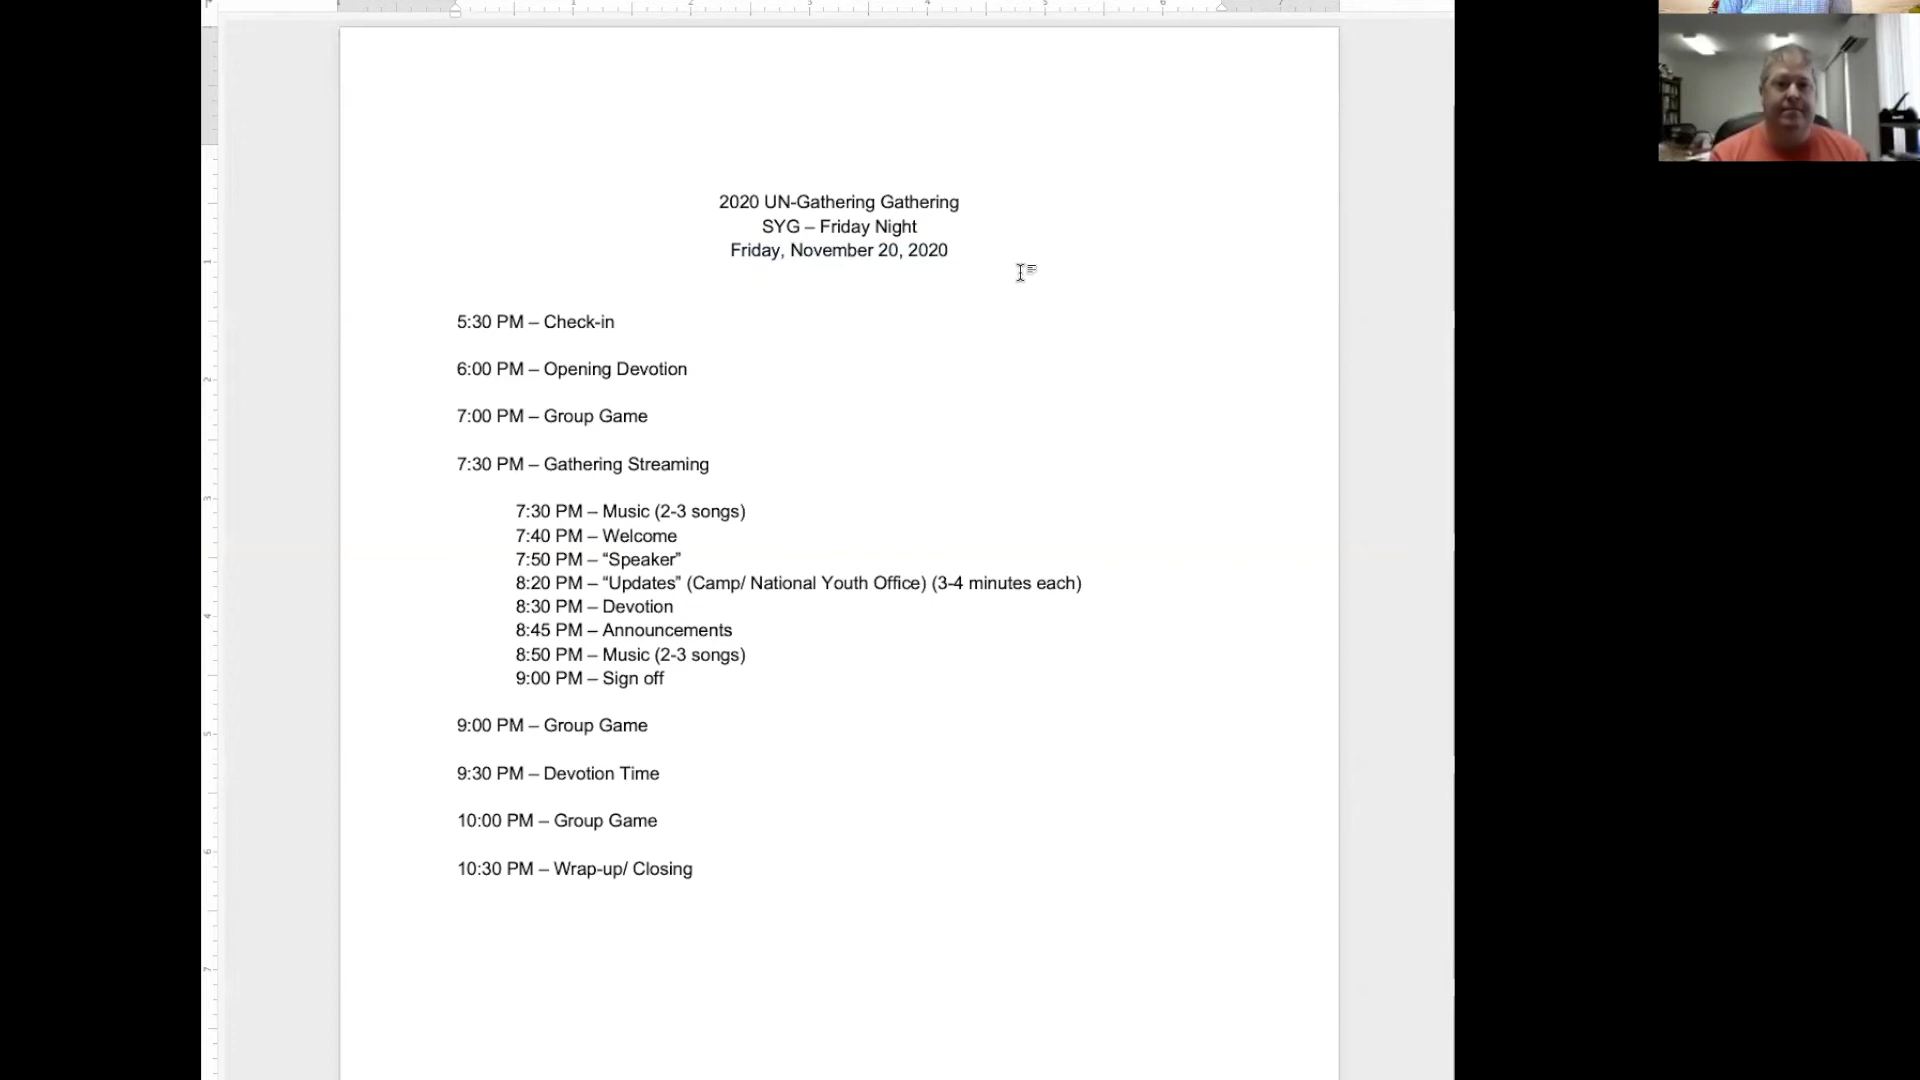 2020 UN-Gathering Gathering
SYG – Friday Night
Friday, November 20, 2020
5:30 PM – Check-in
6:00 PM – Opening Devotion
7:00 PM – Group Game
7:30 PM – Gathering Streaming
7:30 PM – Music (2-3 songs)
7:40 PM – Welcome
7:50 PM – “Speaker”
8:20 PM – “Updates” (Camp/ National Youth Office) (3-4 minutes each)
8:30 PM – Devotion
8:45 PM – Announcements
8:50 PM – Music (2-3 songs)
9:00 PM – Sign off
9:00 PM – Group Game
9:30 PM – Devotion Time
10:00 PM – Group Game
10:30 PM – Wrap-up/ Closing